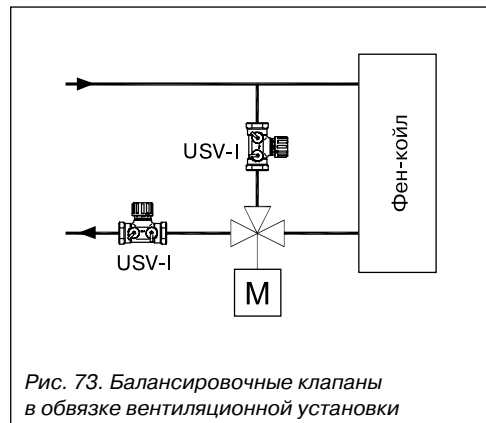 USV-I
Фен-койл
USV-I
М
Рис. 73. Балансировочные клапаны
в обвязке вентиляционной установки